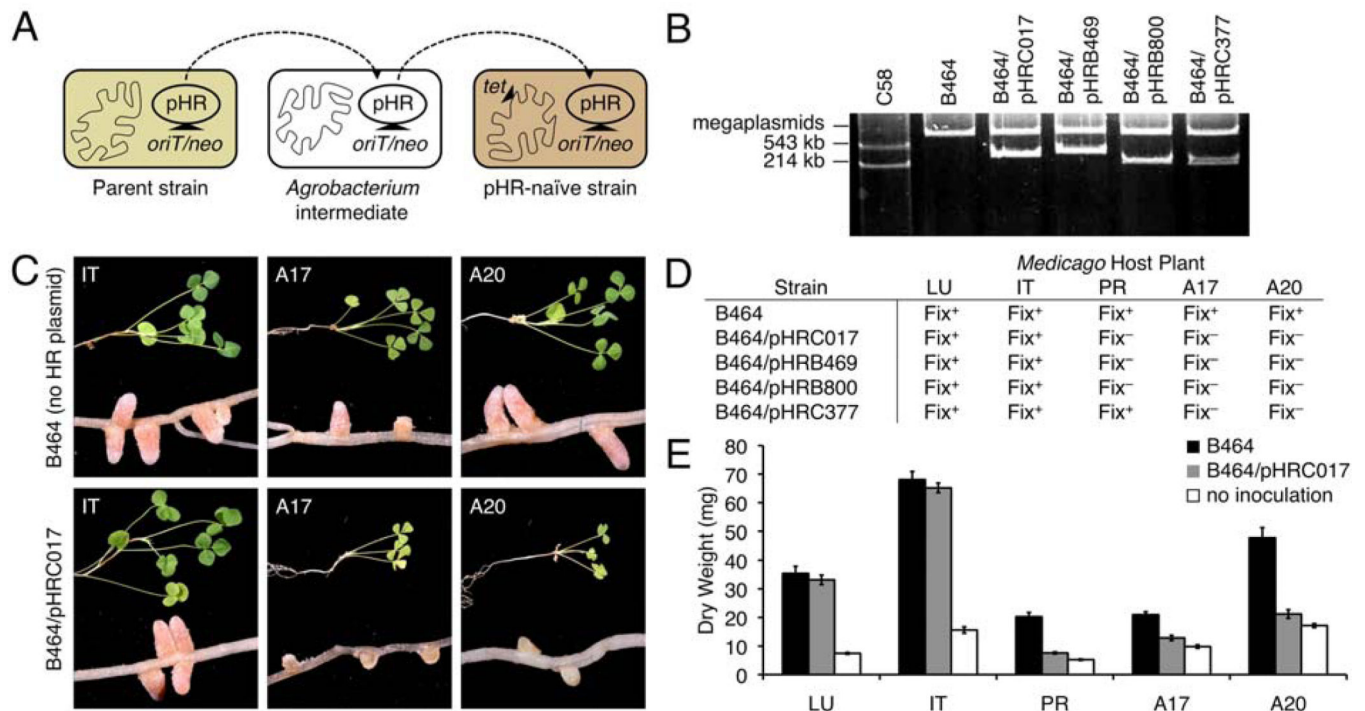 A
pHR
oriT/neo
Parent strain
pHR
oriT/neo
Agrobacterium
intermediate
tet
pHR
oriT/neo
pHR-naïve strain
B
C58
B464
B464/
pHRC017
B464/
pHRB469
B464/
pHRB800
B464/
pHRC377
megaplasmids
543 kb
214 kb
C
B464 (no HR plasmid)
IT
A17
A20
B464/pHRC017
IT
A17
A20
D
Medicago Host Plant
Strain LU IT PR A17 A20
B464 Fix⁺ Fix⁺ Fix⁺ Fix⁺ Fix⁺
B464/pHRC017 Fix⁺ Fix⁺ Fix⁻ Fix⁻ Fix⁻
B464/pHRB469 Fix⁺ Fix⁺ Fix⁻ Fix⁻ Fix⁻
B464/pHRB800 Fix⁺ Fix⁺ Fix⁻ Fix⁻ Fix⁻
B464/pHRC377 Fix⁺ Fix⁺ Fix⁺ Fix⁻ Fix⁻
E
Dry Weight (mg)
80
70
60
50
40
30
20
10
0
B464
B464/pHRC017
no inoculation
LU IT PR A17 A20